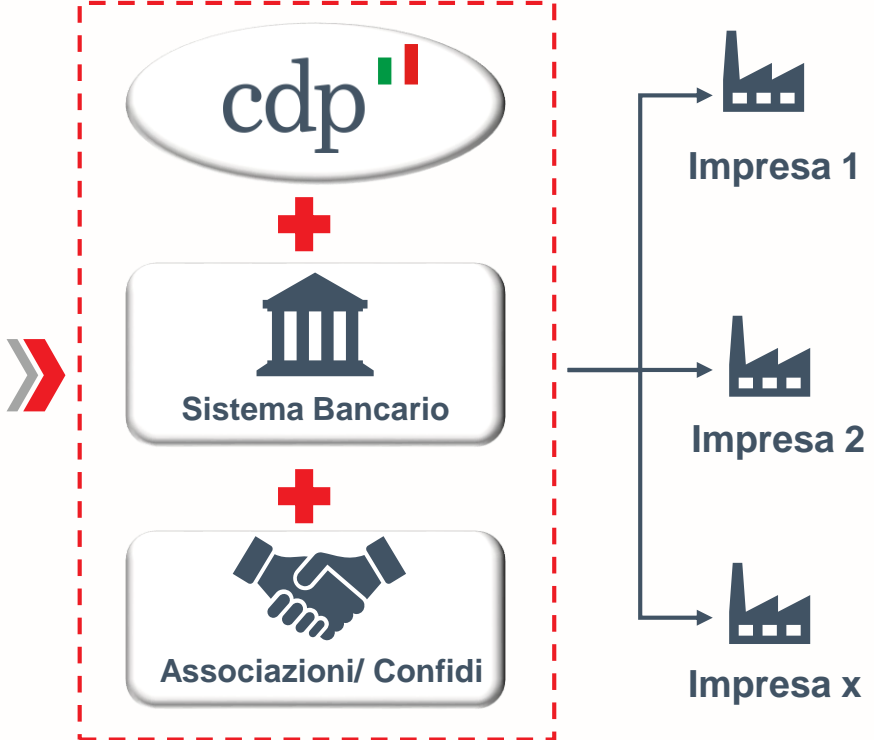 cdp
Impresa 1
Sistema Bancario
Impresa 2
Associazioni/ Confidi
Impresa x